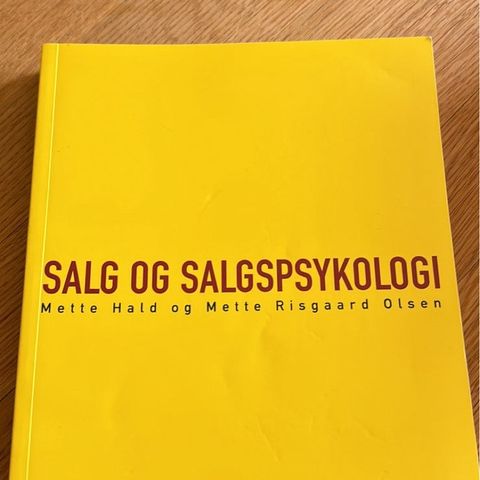 SALG OG SALGSPSYKOLOGI
Mette Hald og Mette Risgaard Olsen